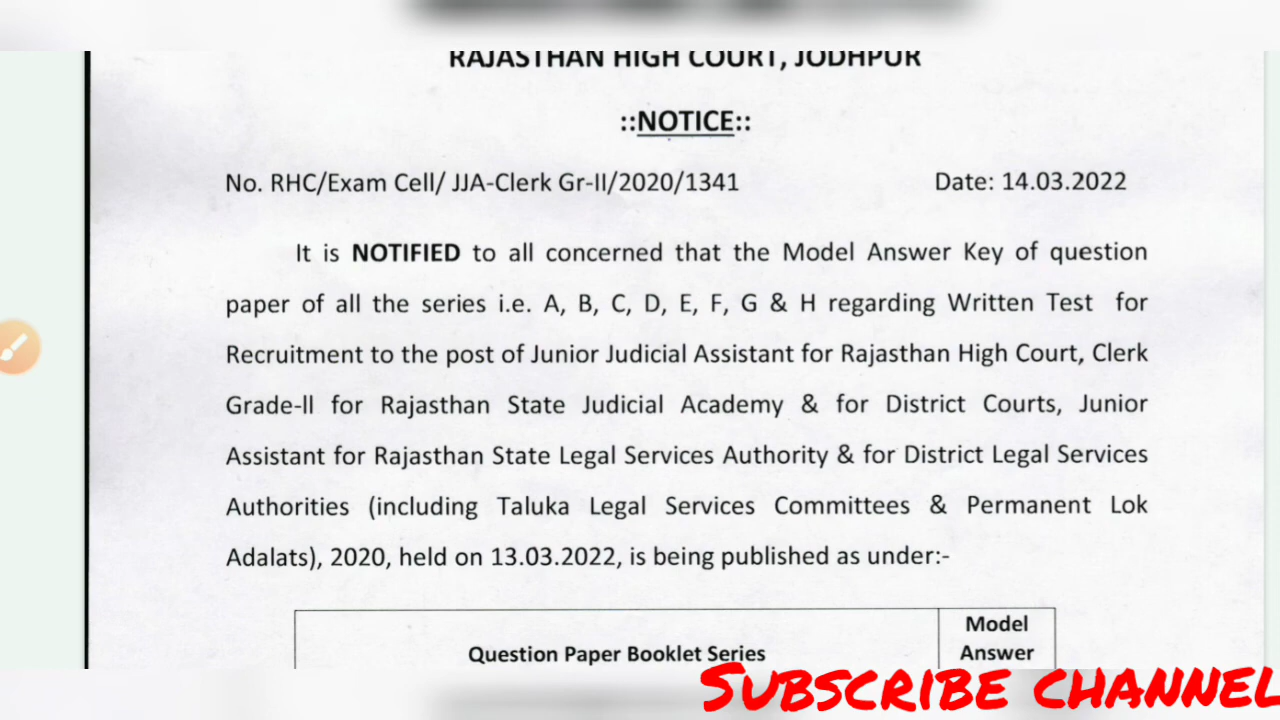 RAJASTHAN HIGH COURT, JODHPUR
::NOTICE::
No. RHC/Exam Cell/ JJA-Clerk Gr-II/2020/1341 Date: 14.03.2022
It is NOTIFIED to all concerned that the Model Answer Key of question
paper of all the series i.e. A, B, C, D, E, F, G & H regarding Written Test for
Recruitment to the post of Junior Judicial Assistant for Rajasthan High Court, Clerk
Grade-II for Rajasthan State Judicial Academy & for District Courts, Junior
Assistant for Rajasthan State Legal Services Authority & for District Legal Services
Authorities (including Taluka Legal Services Committees & Permanent Lok
Adalats), 2020, held on 13.03.2022, is being published as under:-
Model
Question Paper Booklet Series Answer
SUBSCRIBE CHANNEL